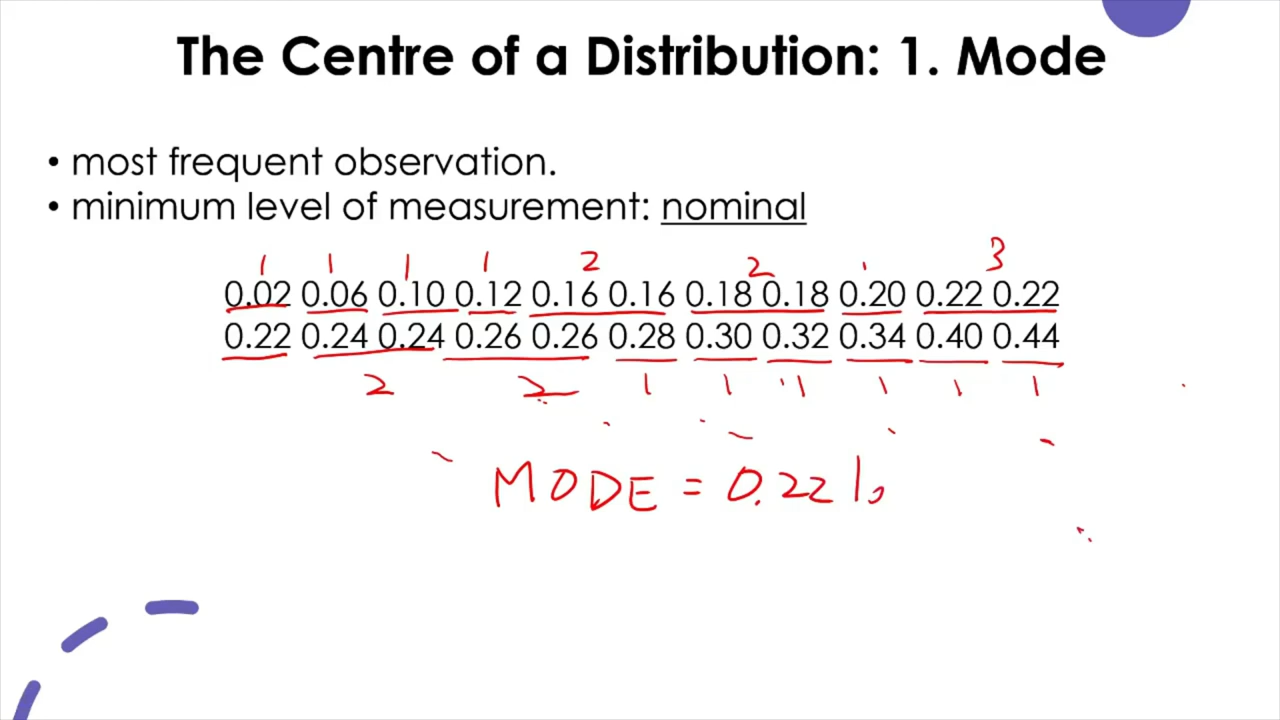 The Centre of a Distribution: 1. Mode
• most frequent observation.
• minimum level of measurement: nominal
1 1 1 1 2 2 3
0.02 0.06 0.10 0.12 0.16 0.16 0.18 0.18 0.20 0.22 0.22
0.22 0.24 0.24 0.26 0.26 0.28 0.30 0.32 0.34 0.40 0.44
2 2 1 1 1 1 1 1
MODE = 0.22